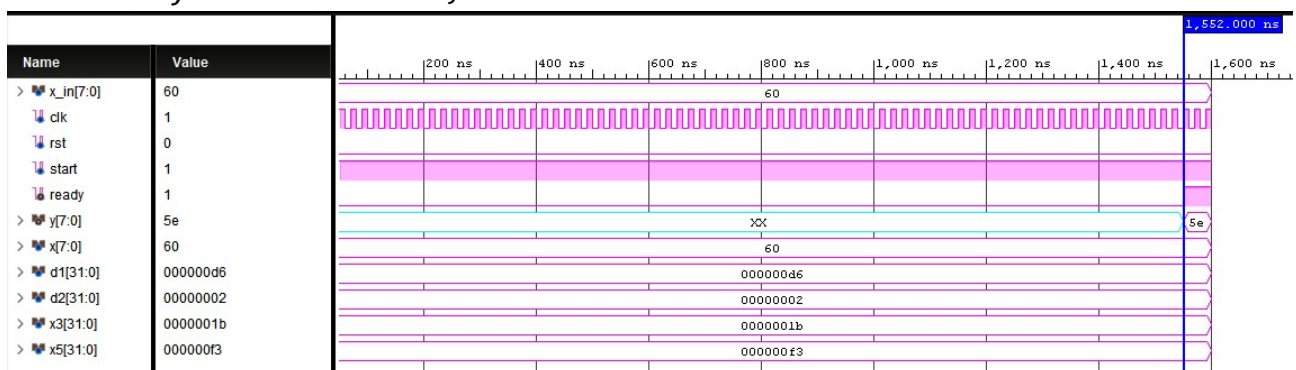 1,552.000 ns
Name Value
200 ns 400 ns 600 ns 800 ns 1,000 ns 1,200 ns 1,400 ns 1,600 ns
x_in[7:0] 60 60
clk 1
rst 0
start 1
ready 1
y[7:0] 5e XX 5e
x[7:0] 60 60
d1[31:0] 000000d6 000000d6
d2[31:0] 00000002 00000002
x3[31:0] 0000001b 0000001b
x5[31:0] 000000f3 000000f3